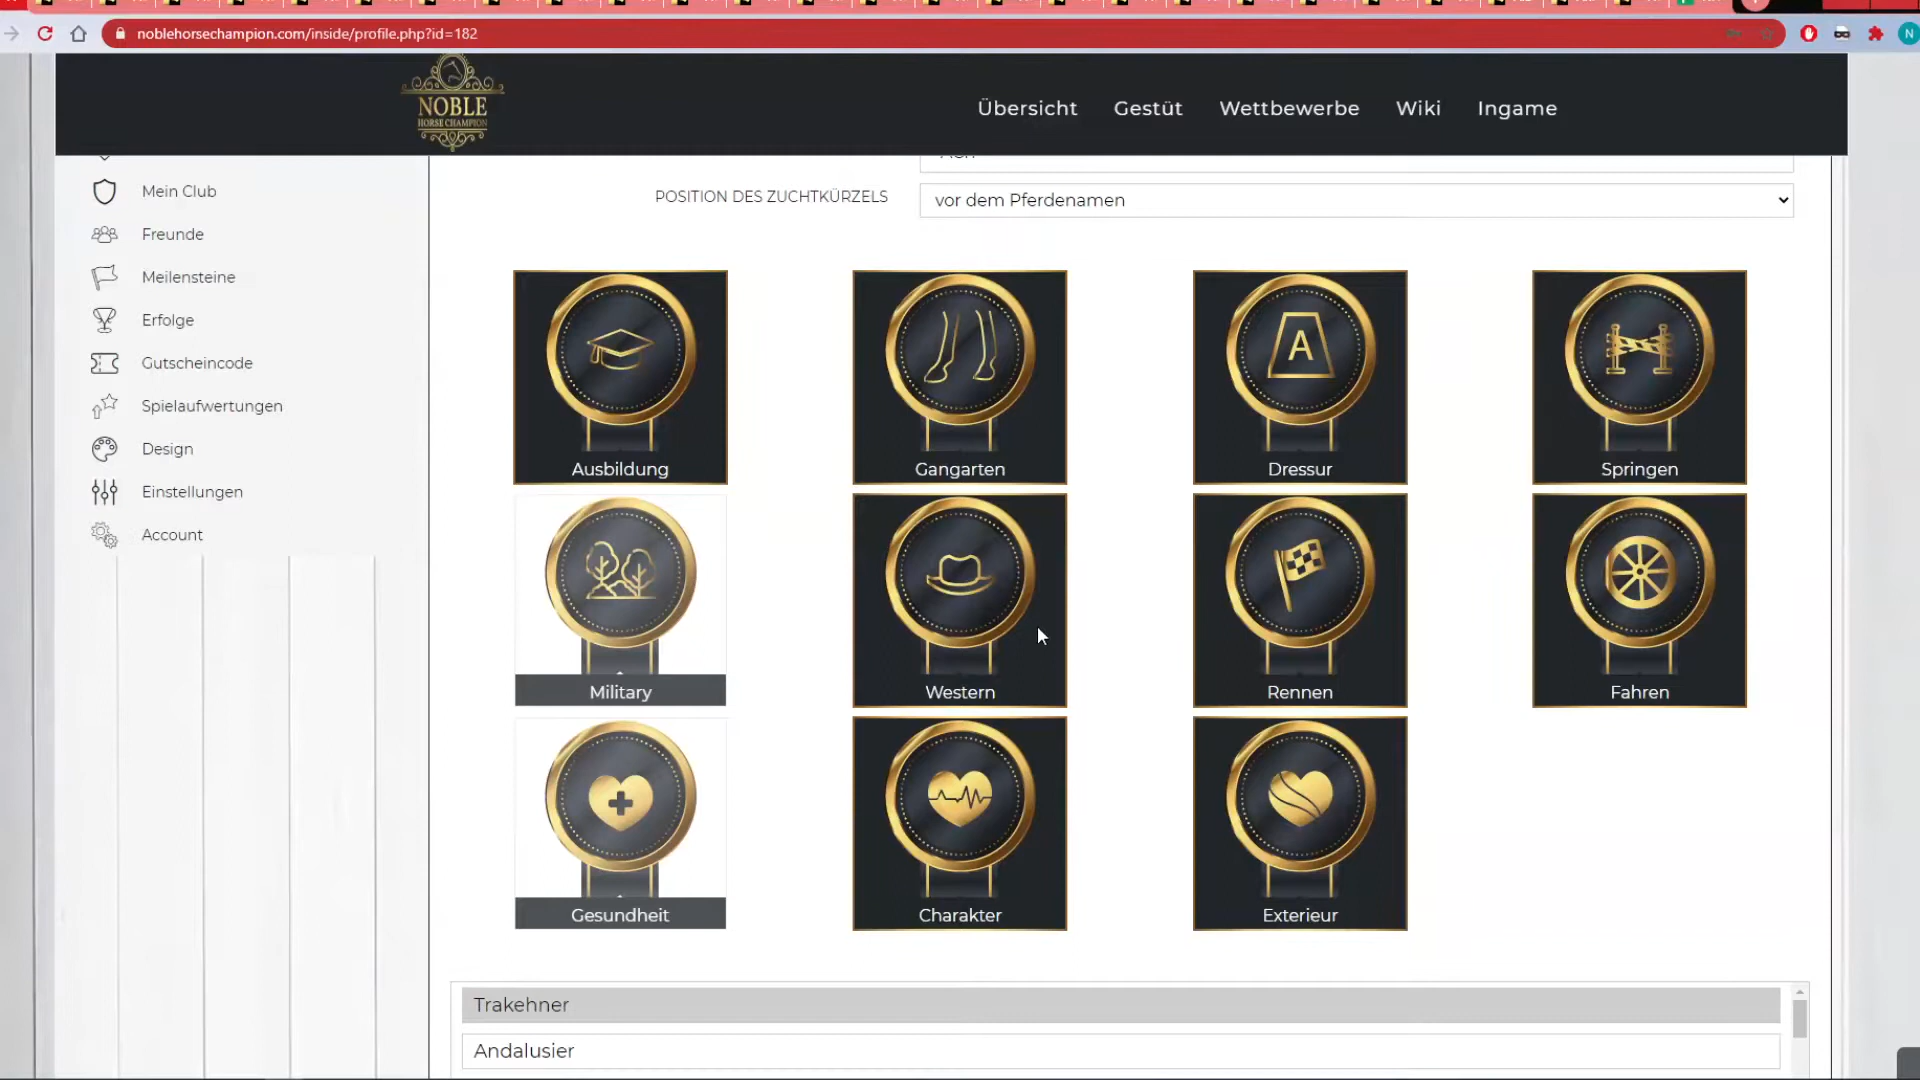 noblehorsechampion.com/inside/profile.php?id=182
N
NOBLE
HORSE CHAMPION
Übersicht
Gestüt
Wettbewerbe
Wiki
Ingame
Mein Club
Freunde
Meilensteine
Erfolge
Gutscheincode
Spielaufwertungen
Design
Einstellungen
Account
POSITION DES ZUCHTKÜRZELS
vor dem Pferdenamen
Ausbildung
Gangarten
A
Dressur
Springen
Military
Western
Rennen
Fahren
Gesundheit
Charakter
Exterieur
Trakehner
Andalusier